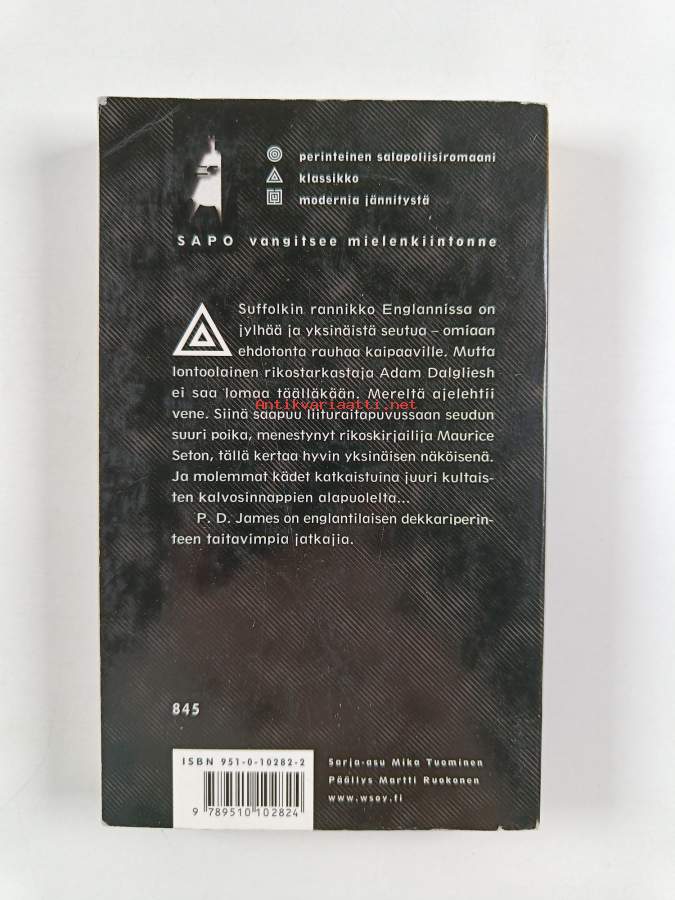 perinteinen salapoliisiromaani
klassikko
modernia jännitystä
SAPO vangitsee mielenkiintonne
Suffolkin rannikko Englannissa on
jylhää ja yksinäistä seutua – omiaan
ehdotonta rauhaa kaipaaville. Mutta
lontoolainen rikostarkastaja Adam Dalgliesh
ei saa lomaa täälläkään. Mereltä ajelehtii
Antikvariaatti.net
vene. Siinä saapuu liituraitapuvussaan seudun
suuri poika, menestynyt rikoskirjailija Maurice
Seton, tällä kertaa hyvin yksinäisen näköisenä.
Ja molemmat kädet katkaistuina juuri kultais-
ten kalvosinnappien alapuolelta...
P. D. James on englantilaisen dekkariperin-
teen taitavimpia jatkajia.
845
ISBN 951-0-10282-2
9 789510 102824
Sarja-asu Mika Tuominen
Päällys Martti Ruokonen
www.wsoy.fi